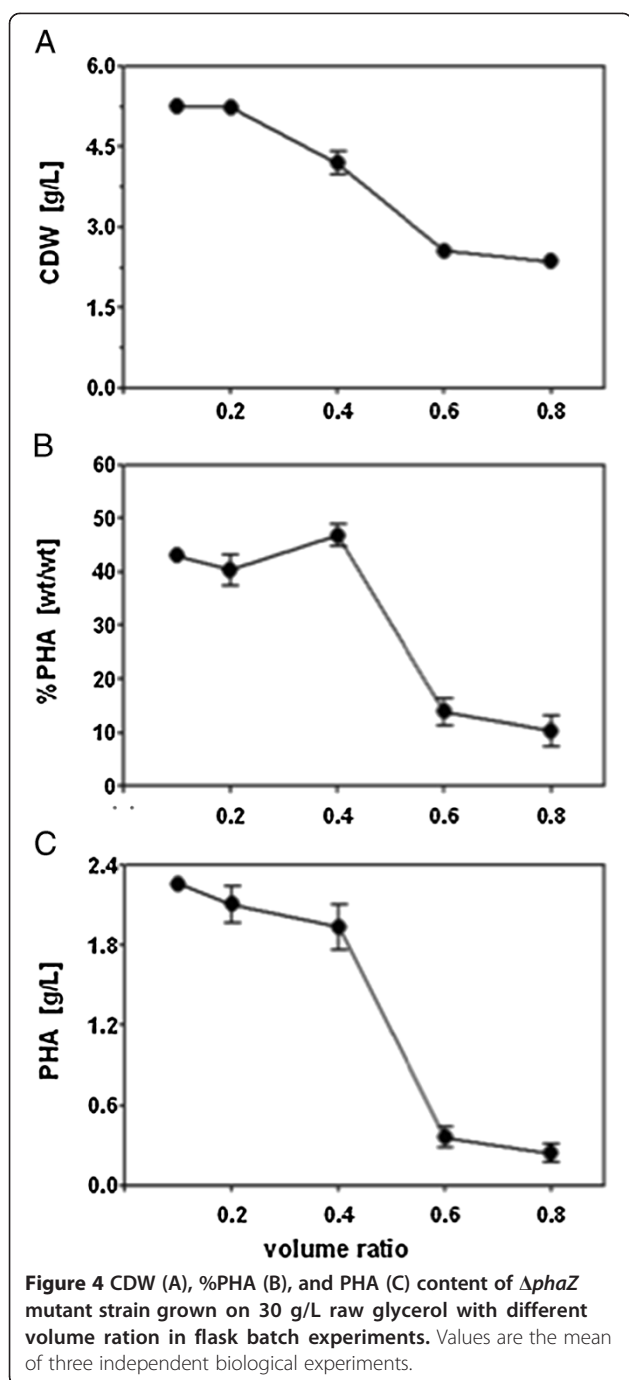 A
CDW [g/L]
6.0
4.5
3.0
1.5
0.0
0.2 0.4 0.6 0.8
B
%PHA [wt/wt]
60
50
40
30
20
10
0
0.2 0.4 0.6 0.8
C
PHA [g/L]
2.4
1.8
1.2
0.6
0.0
0.2 0.4 0.6 0.8
volume ratio
Figure 4 CDW (A), %PHA (B), and PHA (C) content of ΔphaZ
mutant strain grown on 30 g/L raw glycerol with different
volume ration in flask batch experiments. Values are the mean
of three independent biological experiments.